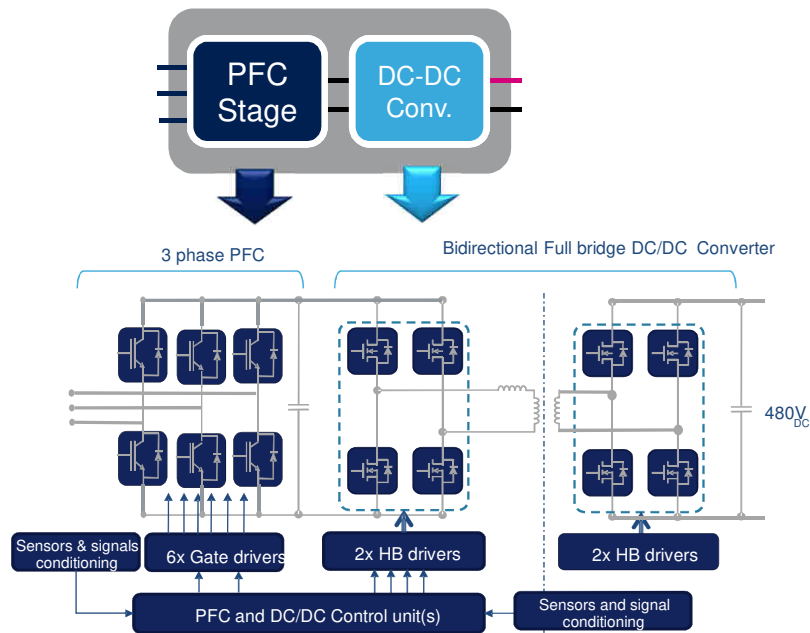 PFC
Stage
DC-DC
Conv.
3 phase PFC
Bidirectional Full bridge DC/DC Converter
480V
DC
Sensors & signals
conditioning
6x Gate drivers
2x HB drivers
2x HB drivers
PFC and DC/DC Control unit(s)
Sensors and signal
conditioning